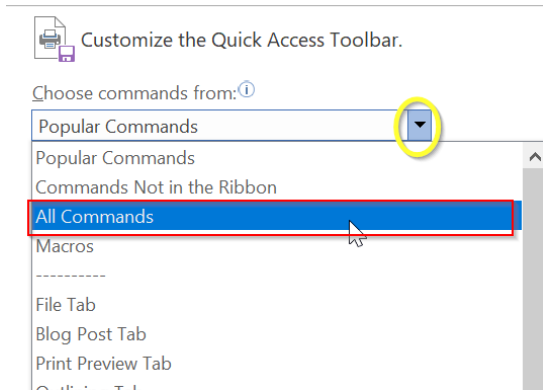 Customize the Quick Access Toolbar.
Choose commands from:
Popular Commands
Popular Commands
Commands Not in the Ribbon
All Commands
Macros
----------
File Tab
Blog Post Tab
Print Preview Tab